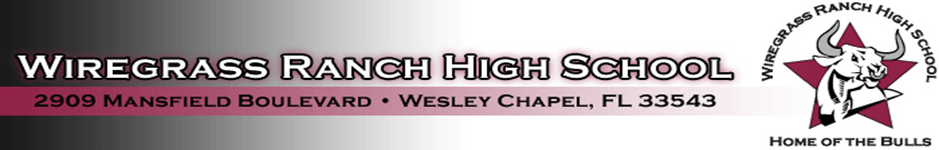 Wiregrass Ranch High School
2909 Mansfield Boulevard • Wesley Chapel, FL 33543
Wiregrass Ranch High School
Home of the Bulls